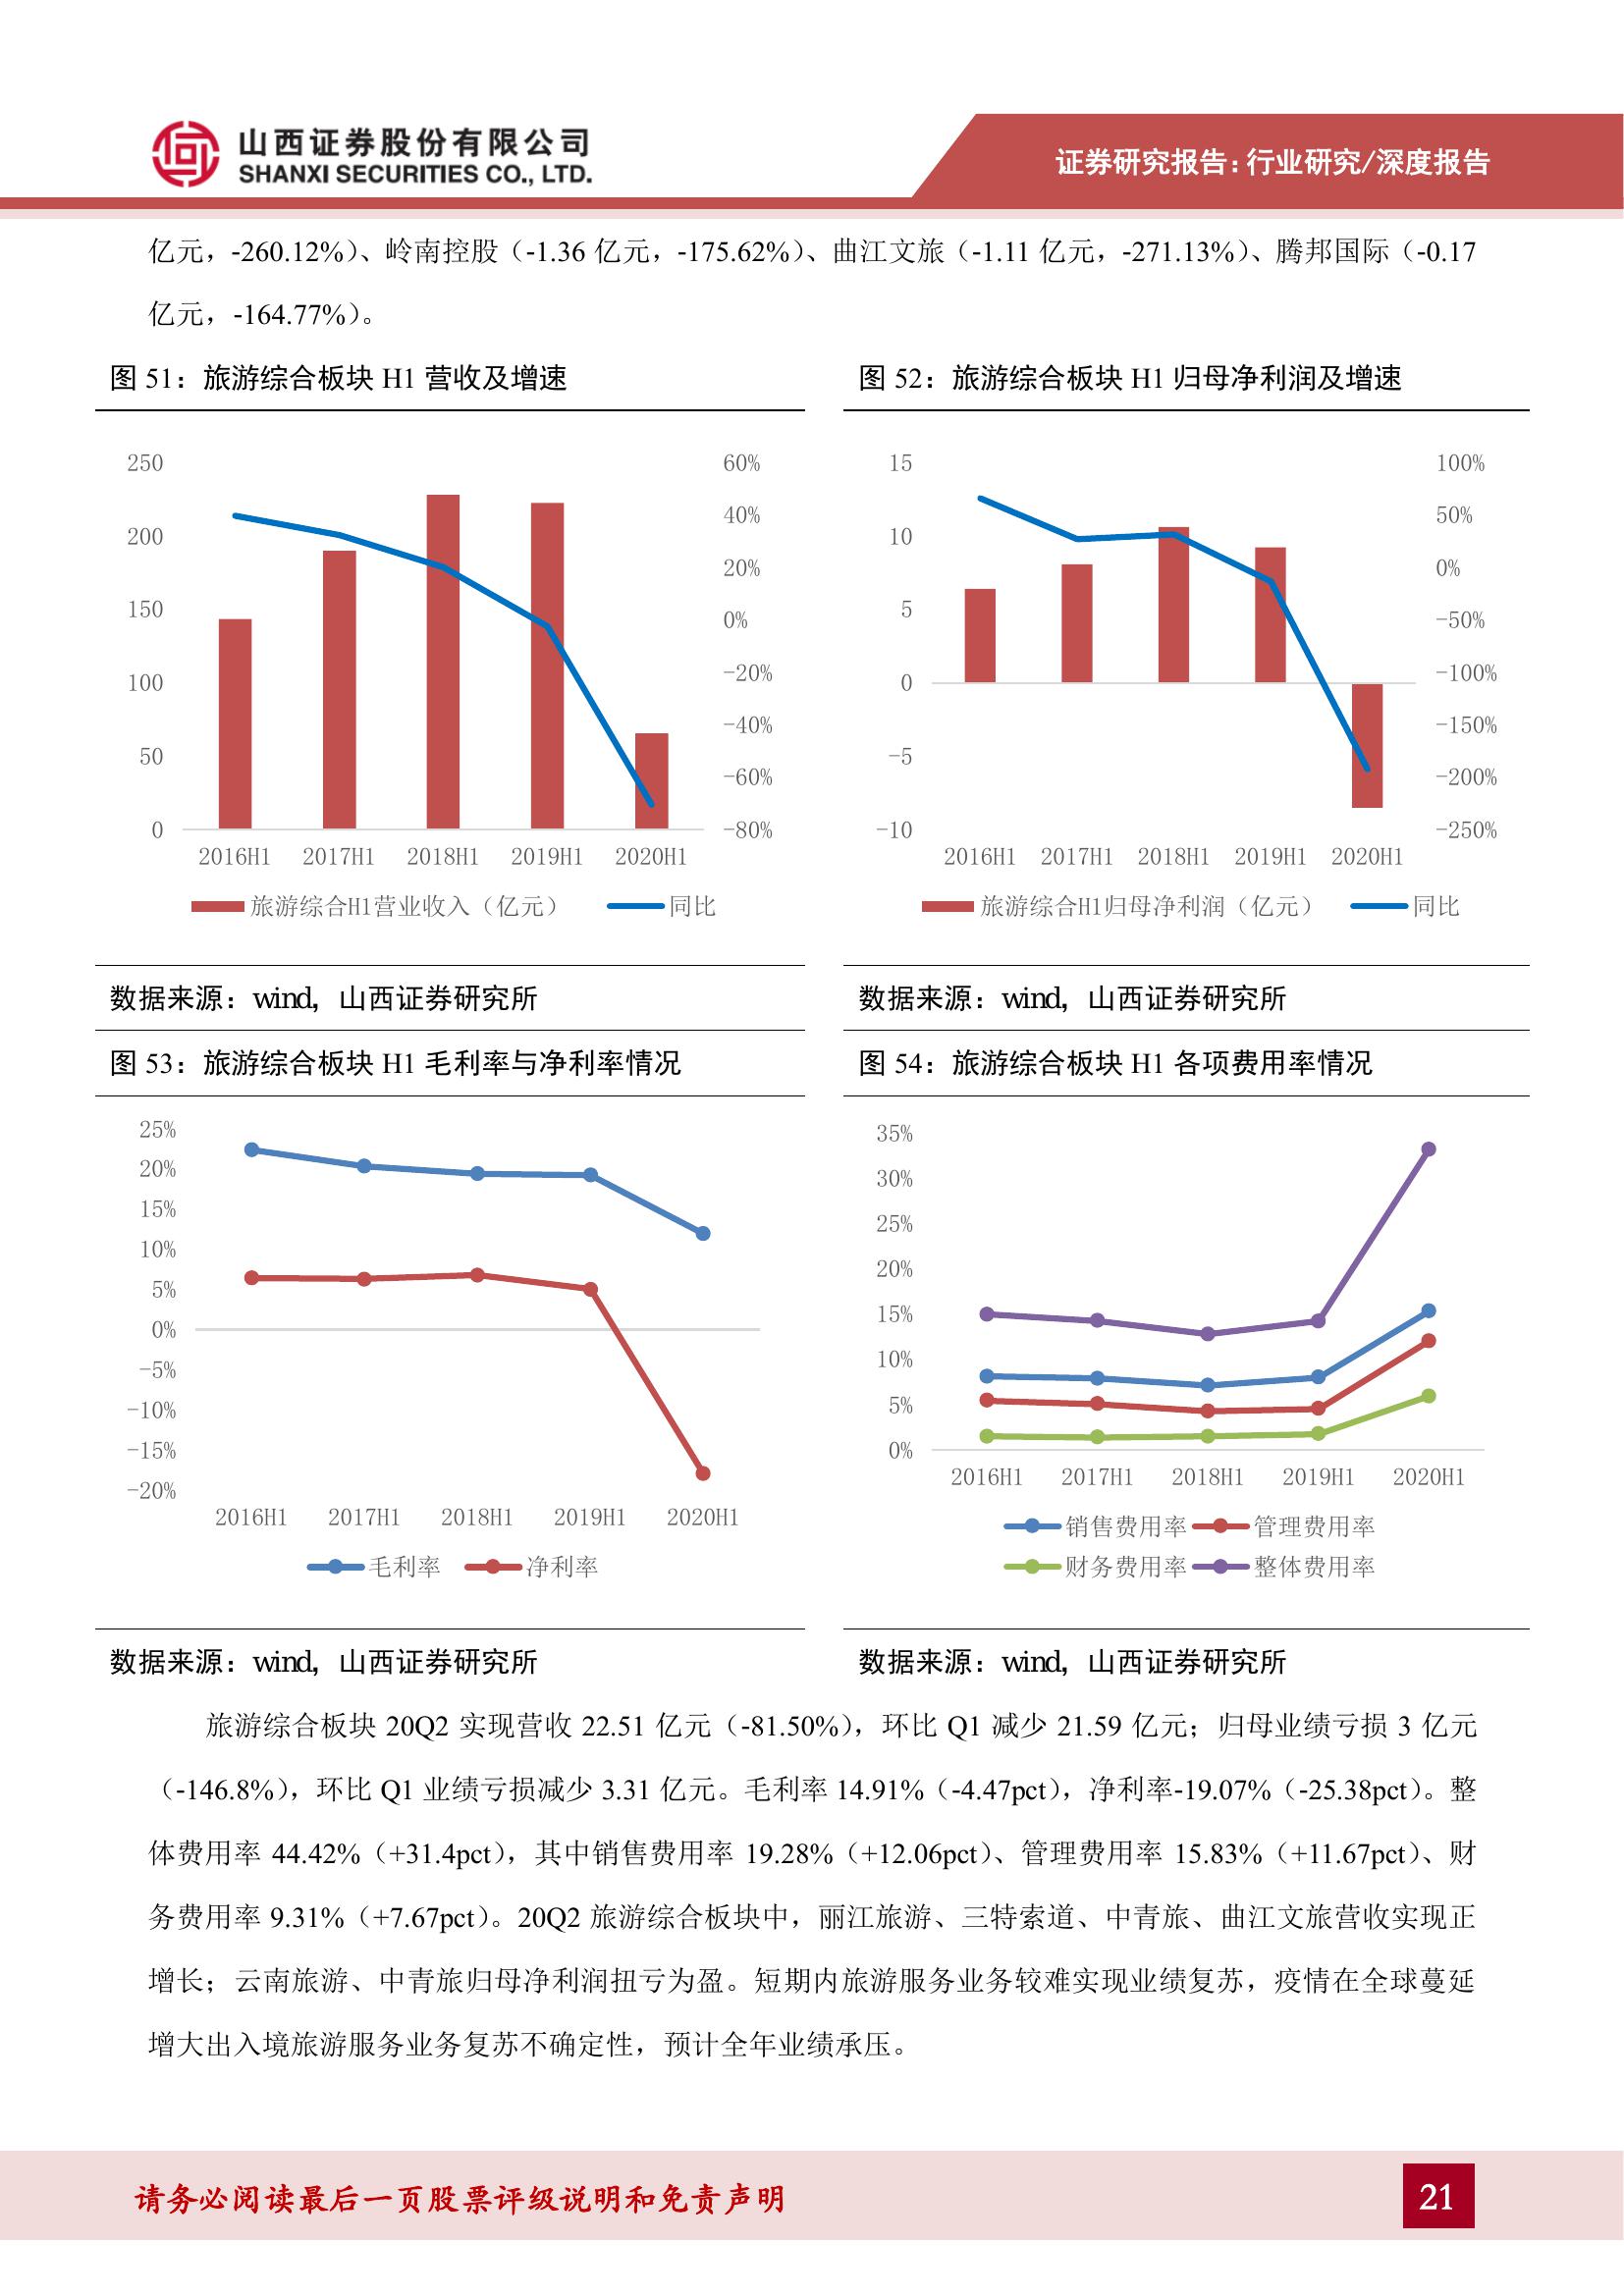 山西证券股份有限公司
SHANXI SECURITIES CO., LTD.
证券研究报告:行业研究/深度报告
亿元，-260.12%）、岭南控股（-1.36 亿元，-175.62%）、曲江文旅（-1.11 亿元，-271.13%）、腾邦国际（-0.17
亿元，-164.77%）。
图 51：旅游综合板块 H1 营收及增速
250
200
150
100
50
0
60%
40%
20%
0%
-20%
-40%
-60%
-80%
2016H1 2017H1 2018H1 2019H1 2020H1
旅游综合H1营业收入（亿元） 同比
数据来源：wind，山西证券研究所
图 52：旅游综合板块 H1 归母净利润及增速
15
10
5
0
-5
-10
100%
50%
0%
-50%
-100%
-150%
-200%
-250%
2016H1 2017H1 2018H1 2019H1 2020H1
旅游综合H1归母净利润（亿元） 同比
数据来源：wind，山西证券研究所
图 53：旅游综合板块 H1 毛利率与净利率情况
25%
20%
15%
10%
5%
0%
-5%
-10%
-15%
-20%
2016H1 2017H1 2018H1 2019H1 2020H1
毛利率 净利率
数据来源：wind，山西证券研究所
图 54：旅游综合板块 H1 各项费用率情况
35%
30%
25%
20%
15%
10%
5%
0%
2016H1 2017H1 2018H1 2019H1 2020H1
销售费用率 管理费用率
财务费用率 整体费用率
数据来源：wind，山西证券研究所
旅游综合板块 20Q2 实现营收 22.51 亿元（-81.50%），环比 Q1 减少 21.59 亿元；归母业绩亏损 3 亿元
（-146.8%），环比 Q1 业绩亏损减少 3.31 亿元。毛利率 14.91%（-4.47pct），净利率-19.07%（-25.38pct）。整
体费用率 44.42%（+31.4pct），其中销售费用率 19.28%（+12.06pct）、管理费用率 15.83%（+11.67pct）、财
务费用率 9.31%（+7.67pct）。20Q2 旅游综合板块中，丽江旅游、三特索道、中青旅、曲江文旅营收实现正
增长；云南旅游、中青旅归母净利润扭亏为盈。短期内旅游服务业务较难实现业绩复苏，疫情在全球蔓延
增大出入境旅游服务业务复苏不确定性，预计全年业绩承压。
请务必阅读最后一页股票评级说明和免责声明
21